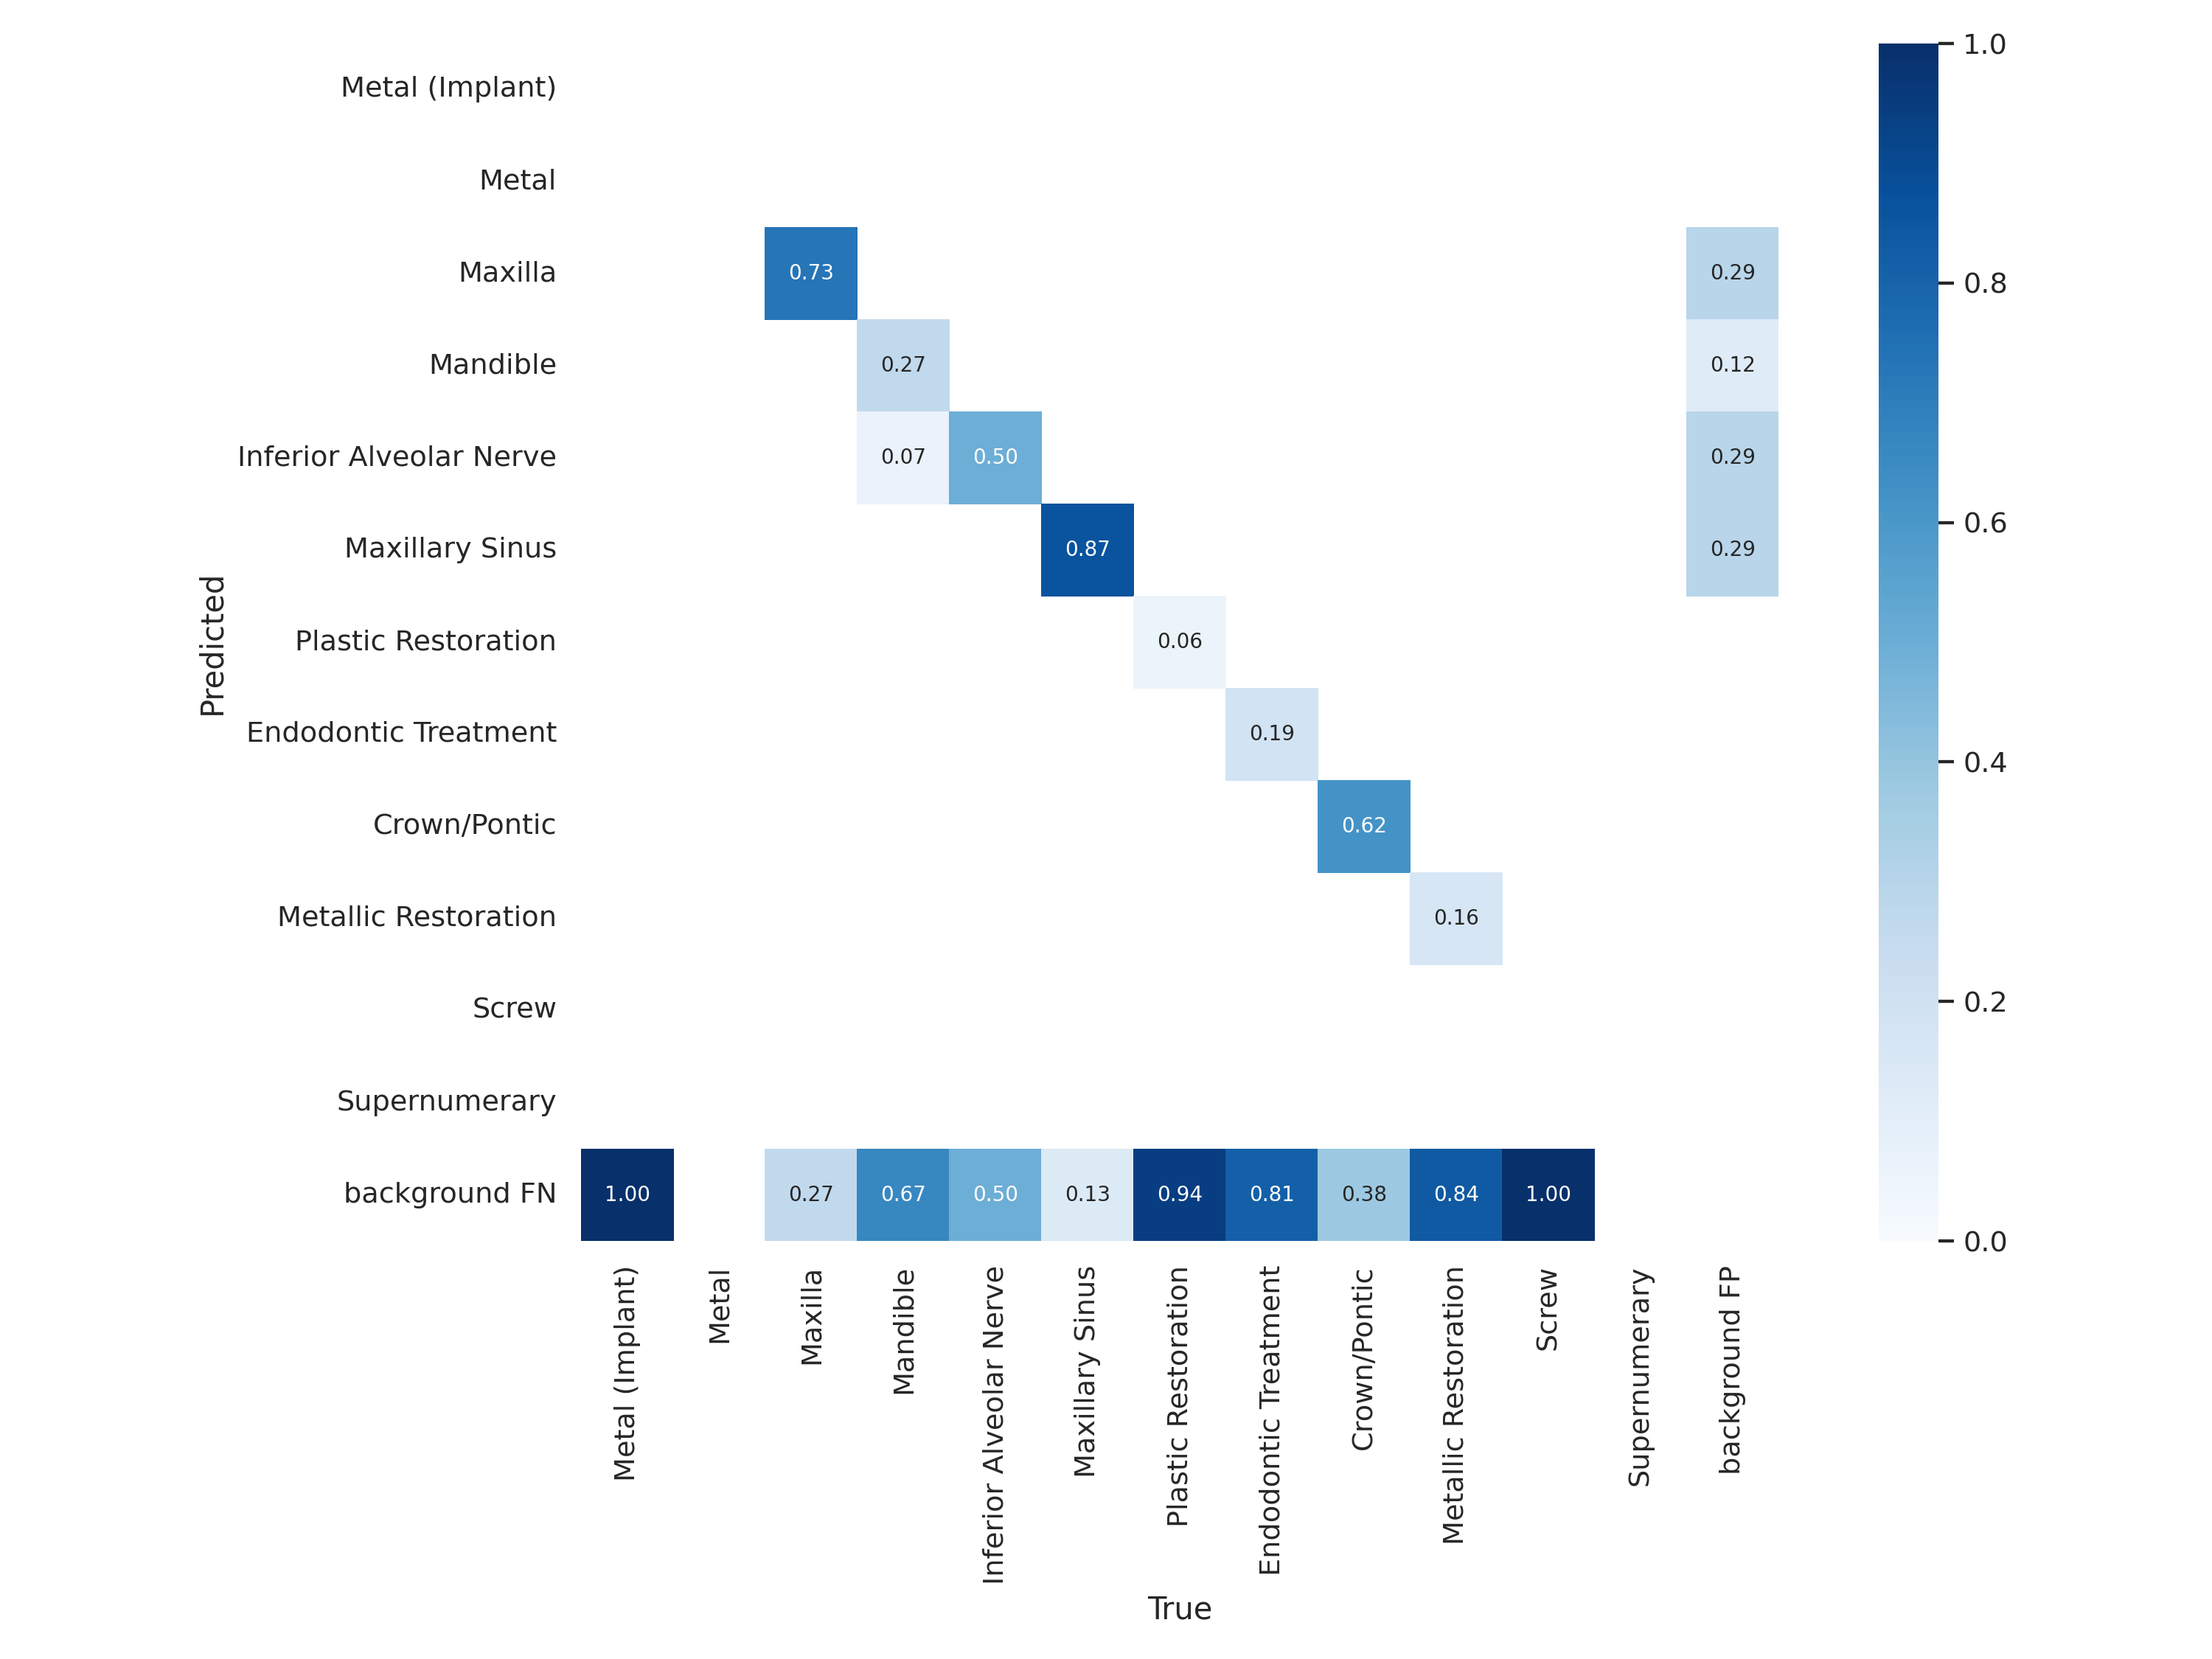 Metal (Implant)
Metal
Maxilla 0.73 0.29
Mandible 0.27 0.12
Inferior Alveolar Nerve 0.07 0.50 0.29
Maxillary Sinus 0.87 0.29
Plastic Restoration 0.06
Endodontic Treatment 0.19
Crown/Pontic 0.62
Metallic Restoration 0.16
Screw
Supernumerary
background FN 1.00 0.27 0.67 0.50 0.13 0.94 0.81 0.38 0.84 1.00
Predicted
Metal (Implant)
Metal
Maxilla
Mandible
Inferior Alveolar Nerve
Maxillary Sinus
Plastic Restoration
Endodontic Treatment
Crown/Pontic
Metallic Restoration
Screw
Supernumerary
background FP
True
1.0
0.8
0.6
0.4
0.2
0.0